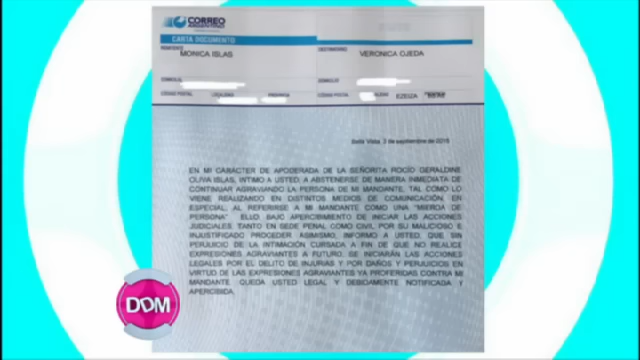 CORREO
CARTA DOCUMENTO
REMITENTE
DESTINATARIO
MONICA ISLAS
VERONICA OJEDA
DOMICILIO
DOMICILIO
CODIGO POSTAL
LOCALIDAD
PROVINCIA
CODIGO POSTAL
EZEIZA
Bella Vista, 3 de septiembre de 2015
EN MI CARÁCTER DE APODERADA DE LA SEÑORITA ROCÍO GERALDINE
OLIVA ISLAS, INTIMO A USTED, A ABSTENERSE DE MANERA INMEDIATA DE
CONTINUAR AGRAVIANDO LA PERSONA DE MI MANDANTE, TAL COMO LO
VIENE REALIZANDO EN DISTINTOS MEDIOS DE COMUNICACIÓN, EN
ESPECIAL, AL REFERIRSE A MI MANDANTE COMO UNA "MIERDA DE
PERSONA". ELLO, BAJO APERCIBIMIENTO DE INICIAR LAS ACCIONES
JUDICIALES TANTO EN SEDE PENAL COMO CIVIL, POR SU MALICIOSO E
INJUSTIFICADO PROCEDER. ASIMISMO, INFORMO A USTED, QUE SIN
PERJUICIO DE LA INTIMACIÓN CURSADA A FIN DE QUE NO REALICE
EXPRESIONES AGRAVIANTES A FUTURO, SE INICIARÁN LAS ACCIONES
LEGALES POR EL DELITO DE INJURIAS Y POR DAÑOS Y PERJUICIOS EN
VIRTUD DE LAS EXPRESIONES AGRAVIANTES YA PROFERIDAS CONTRA MI
MANDANTE QUEDA USTED LEGAL Y DEBIDAMENTE NOTIFICADA Y
APERCIBIDA.
DOM